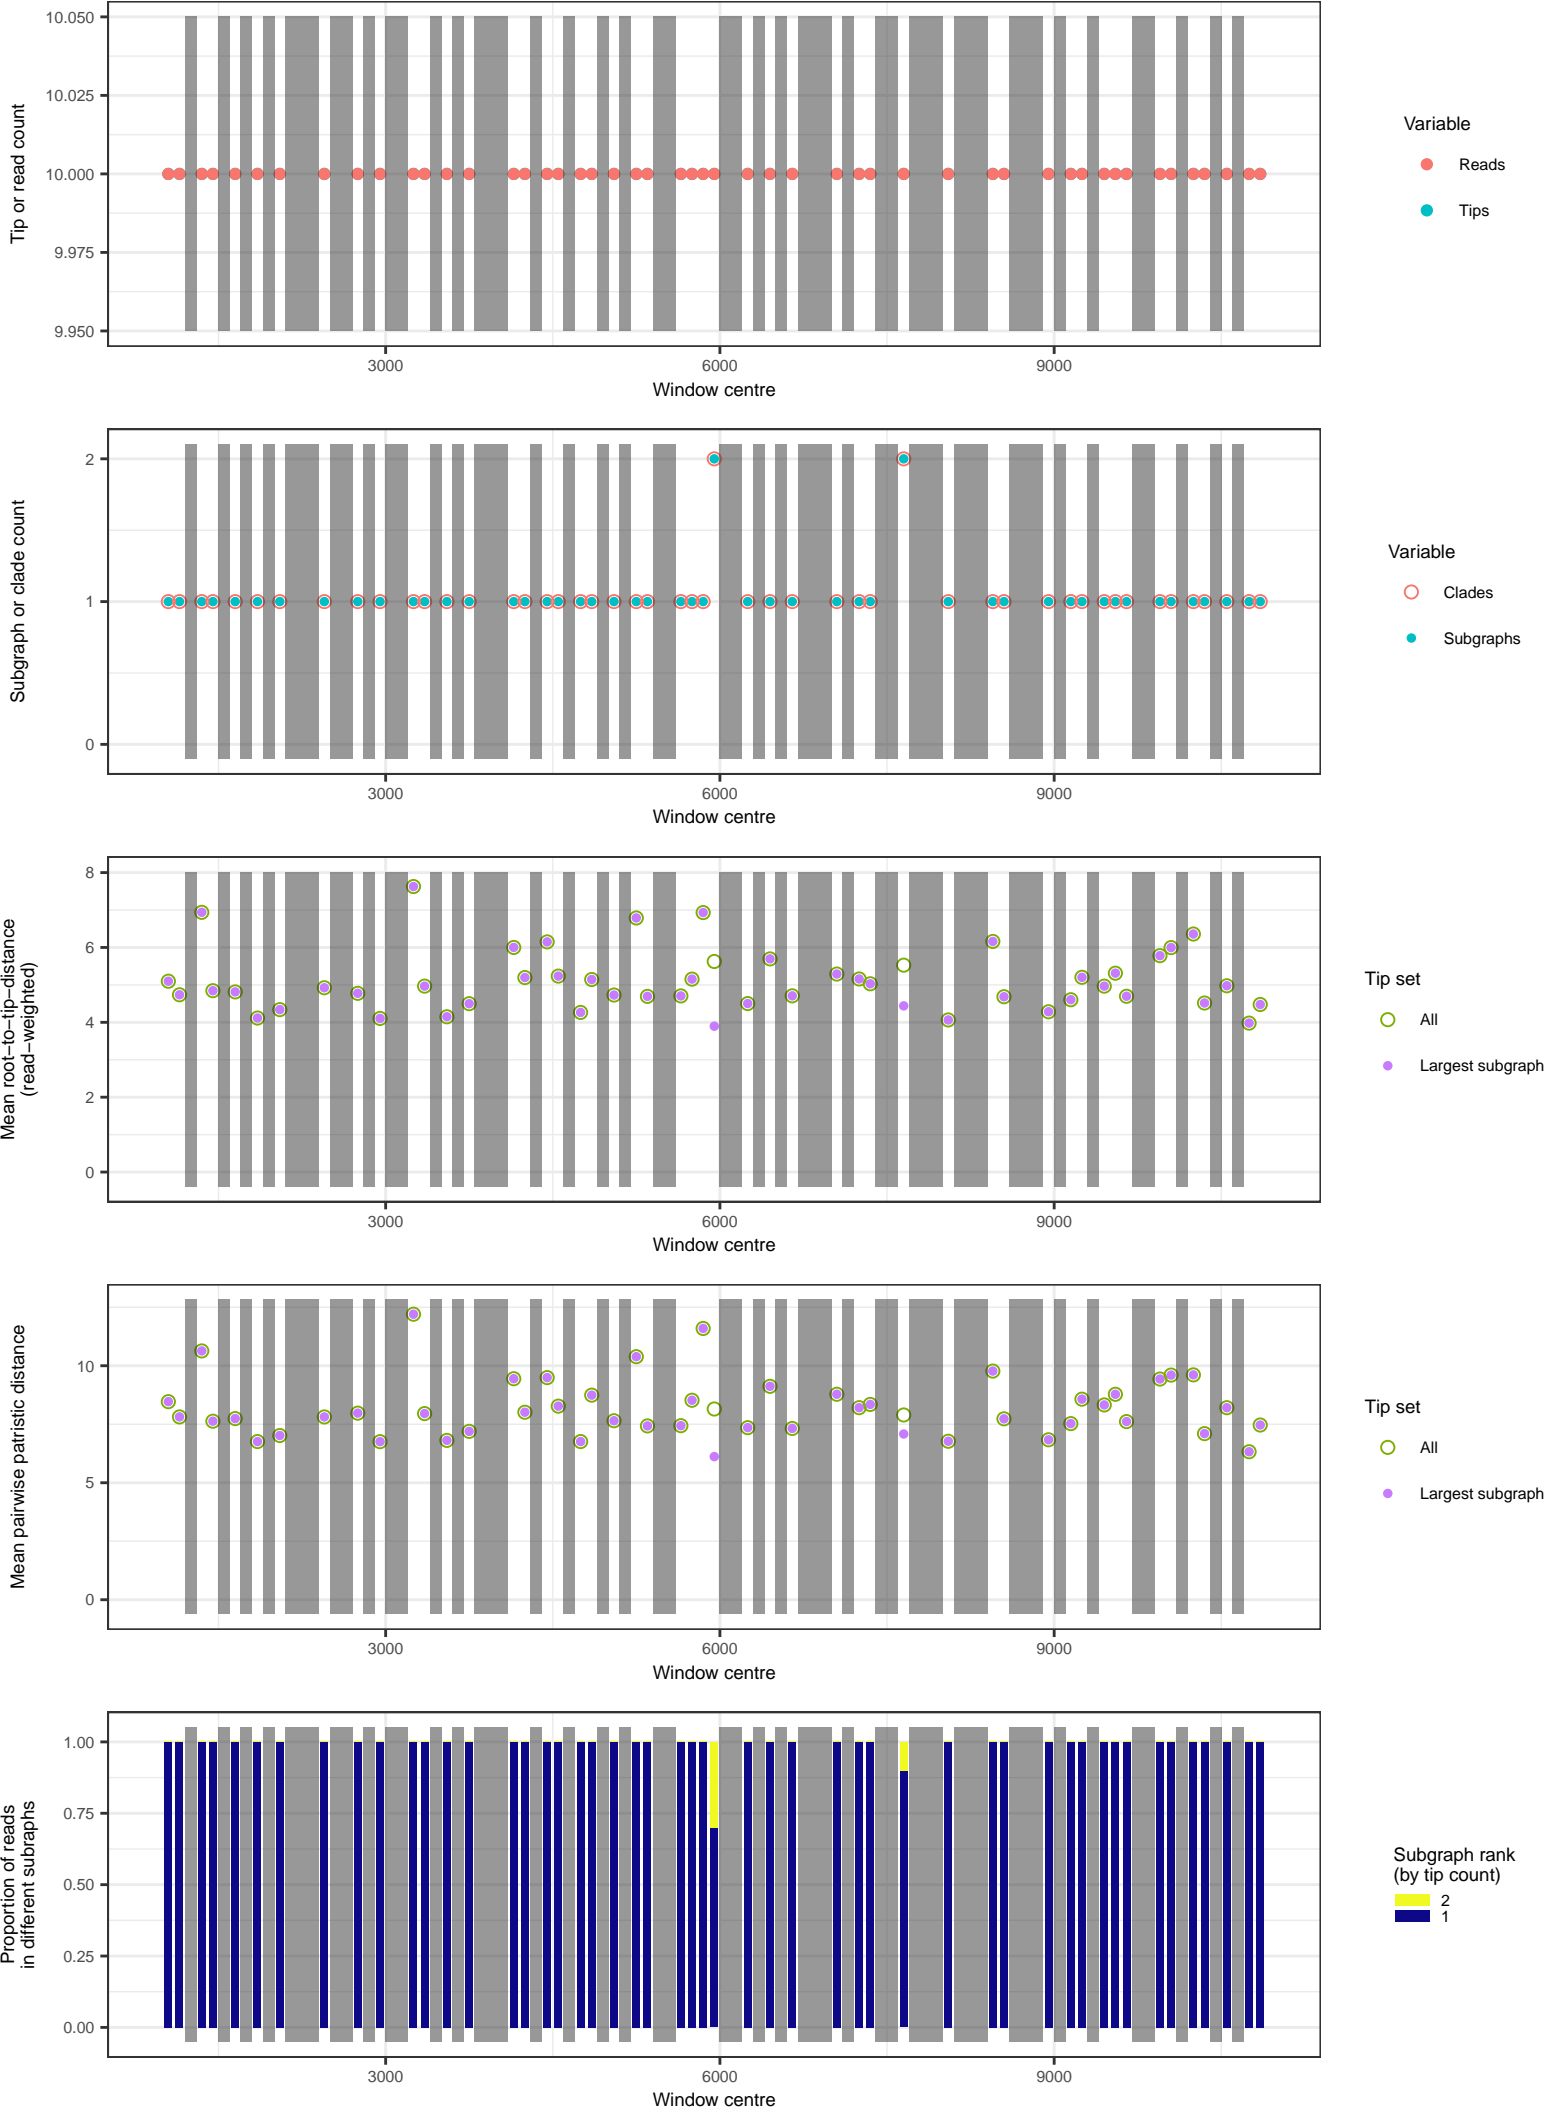 10.050
10.025
10.000
9.975
9.950
Tip or read count
3000
6000
9000
Window centre
Variable
Reads
Tips
2
1
0
Subgraph or clade count
3000
6000
9000
Window centre
Variable
Clades
Subgraphs
8
6
4
2
0
Mean root−to−tip−distance
(read−weighted)
3000
6000
9000
Window centre
Tip set
All
Largest subgraph
10
5
0
Mean pairwise patristic distance
3000
6000
9000
Window centre
Tip set
All
Largest subgraph
1.00
0.75
0.50
0.25
0.00
Proportion of reads
in different subraphs
3000
6000
9000
Window centre
Subgraph rank
(by tip count)
2
1